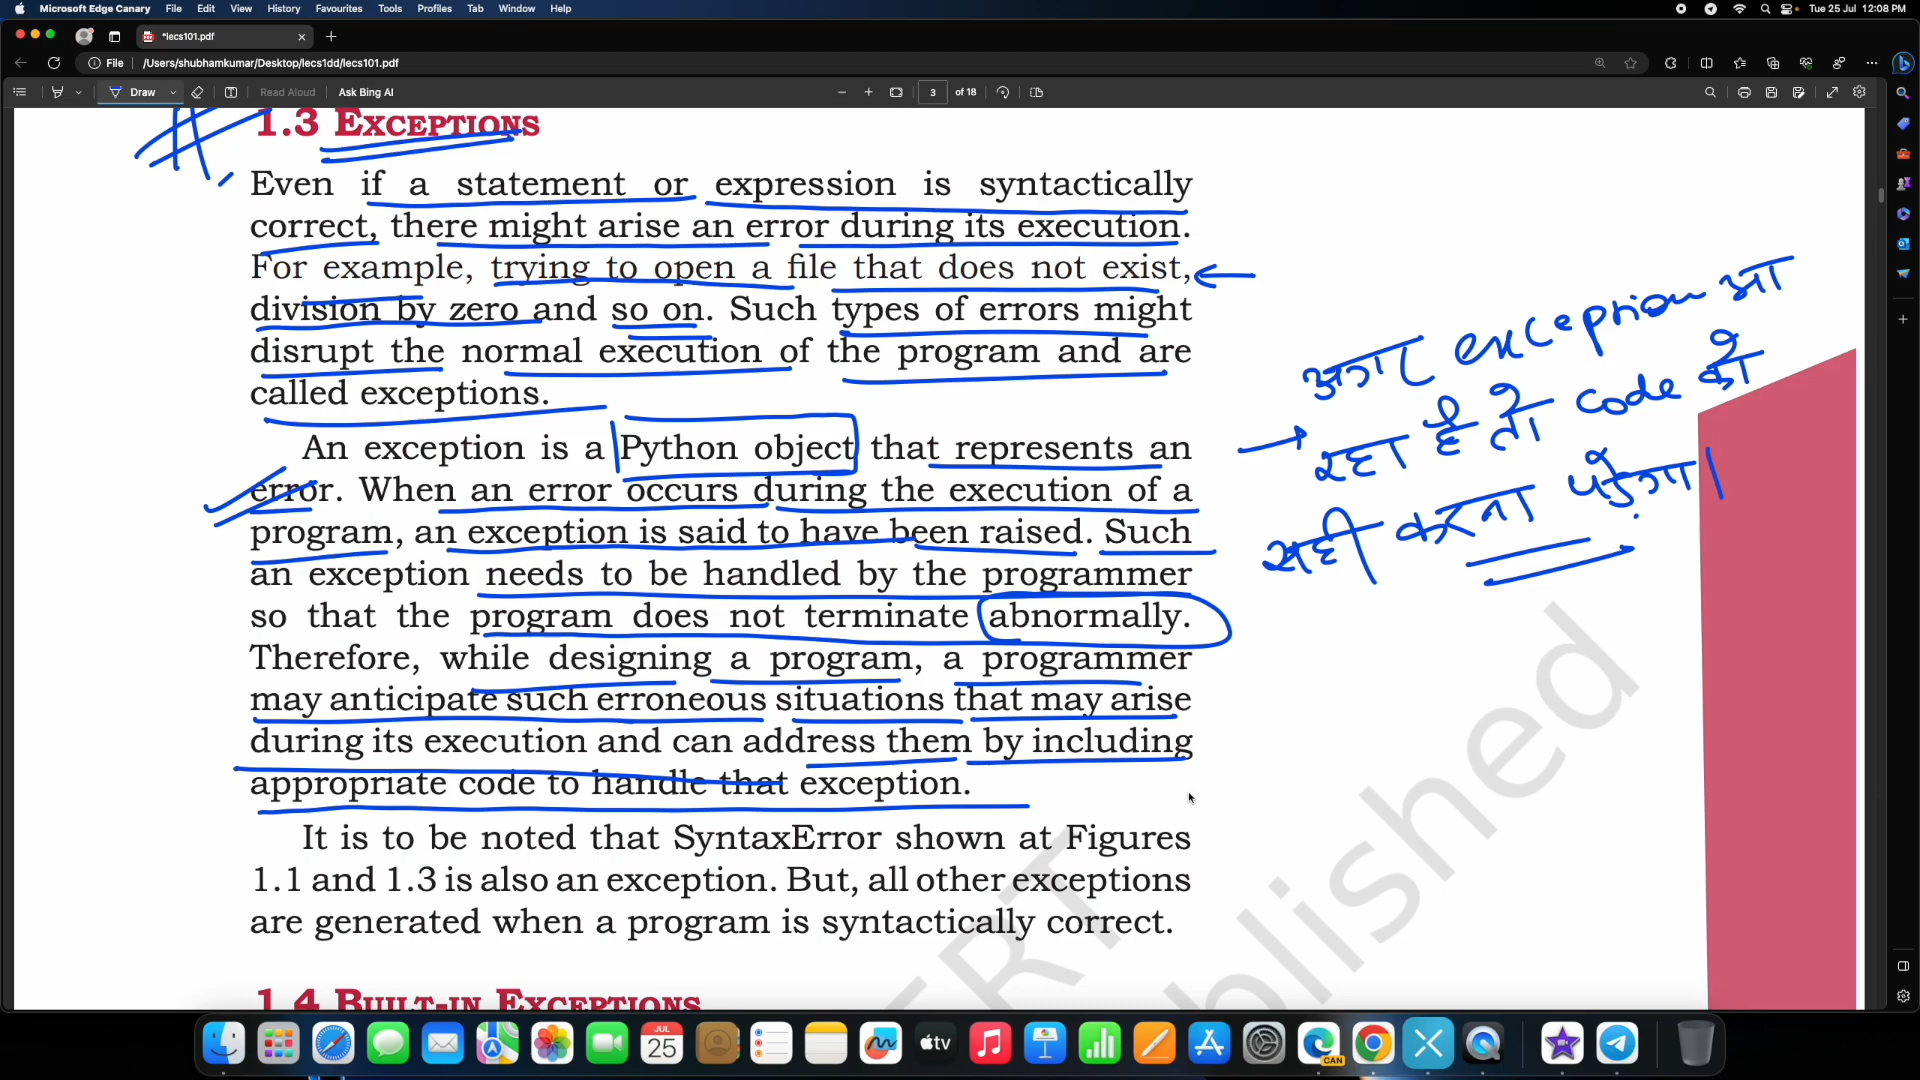 Microsoft Edge Canary File Edit View History Favourites Tools Profiles Tab Window Help Tue 25 Jul 12:08 PM
*lecs101.pdf
File /Users/shubhamkumar/Desktop/lecs1dd/lecs101.pdf
Draw Read Aloud Ask Bing AI 3 of 18
1.3 EXCEPTIONS
Even if a statement or expression is syntactically
correct, there might arise an error during its execution.
For example, trying to open a file that does not exist,
division by zero and so on. Such types of errors might
disrupt the normal execution of the program and are
called exceptions.
An exception is a Python object that represents an
error. When an error occurs during the execution of a
program, an exception is said to have been raised. Such
an exception needs to be handled by the programmer
so that the program does not terminate abnormally.
Therefore, while designing a program, a programmer
may anticipate such erroneous situations that may arise
during its execution and can address them by including
appropriate code to handle that exception.
It is to be noted that SyntaxError shown at Figures
1.1 and 1.3 is also an exception. But, all other exceptions
are generated when a program is syntactically correct.
1.4 BUILT-IN EXCEPTIONS
अगर exception आ
रहा है तो code को
सही करना पड़ेगा।
blished
JUL
25
tv
CAN